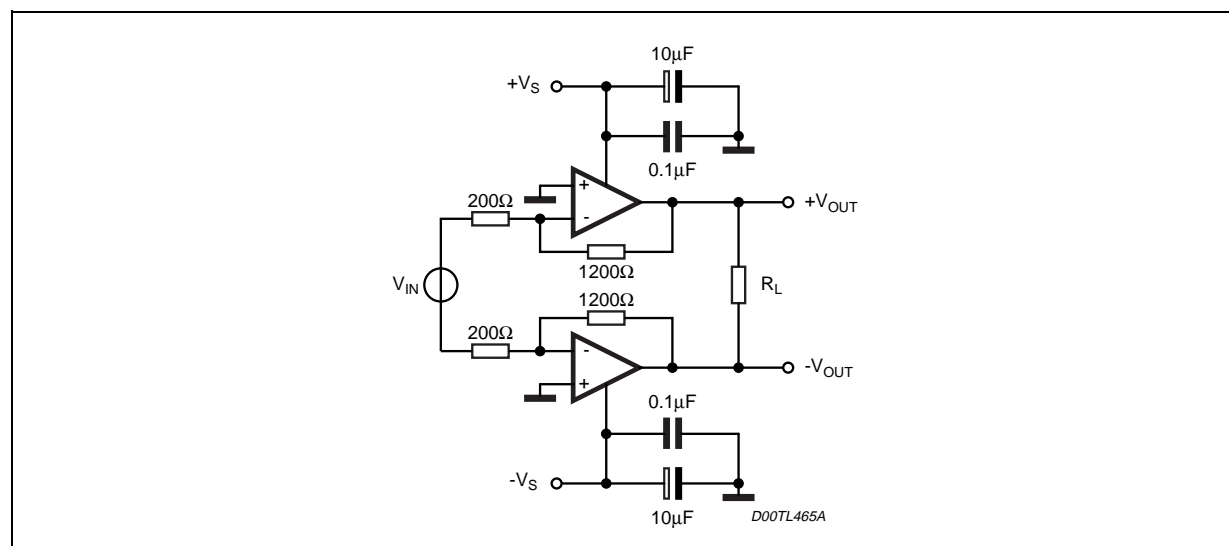 10µF
+VS
0.1µF
+
200Ω
-
+VOUT
1200Ω
VIN
RL
1200Ω
200Ω
-
-VOUT
+
0.1µF
-VS
10µF
D00TL465A